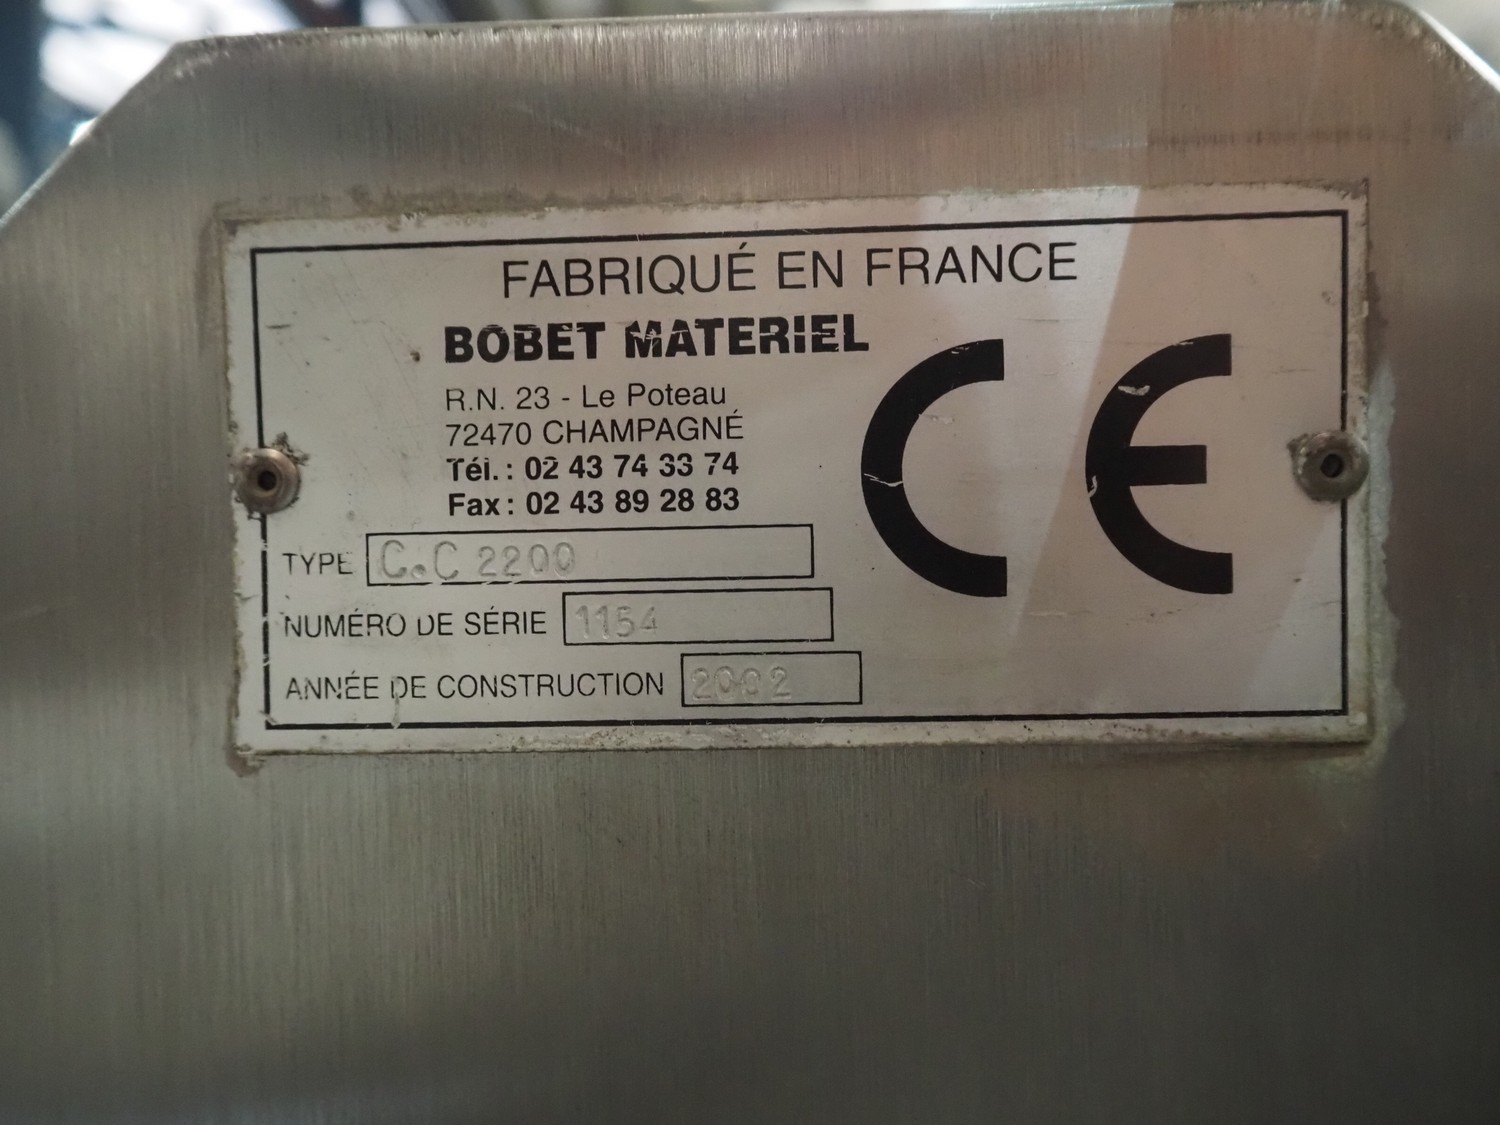 FABRIQUÉ EN FRANCE
BOBET MATERIEL
R.N. 23 - Le Poteau
72470 CHAMPAGNÉ
Tél. : 02 43 74 33 74
Fax : 02 43 89 28 83
CE
TYPE C.C 2200
NUMÉRO DE SÉRIE 1154
ANNÉE DE CONSTRUCTION 2002